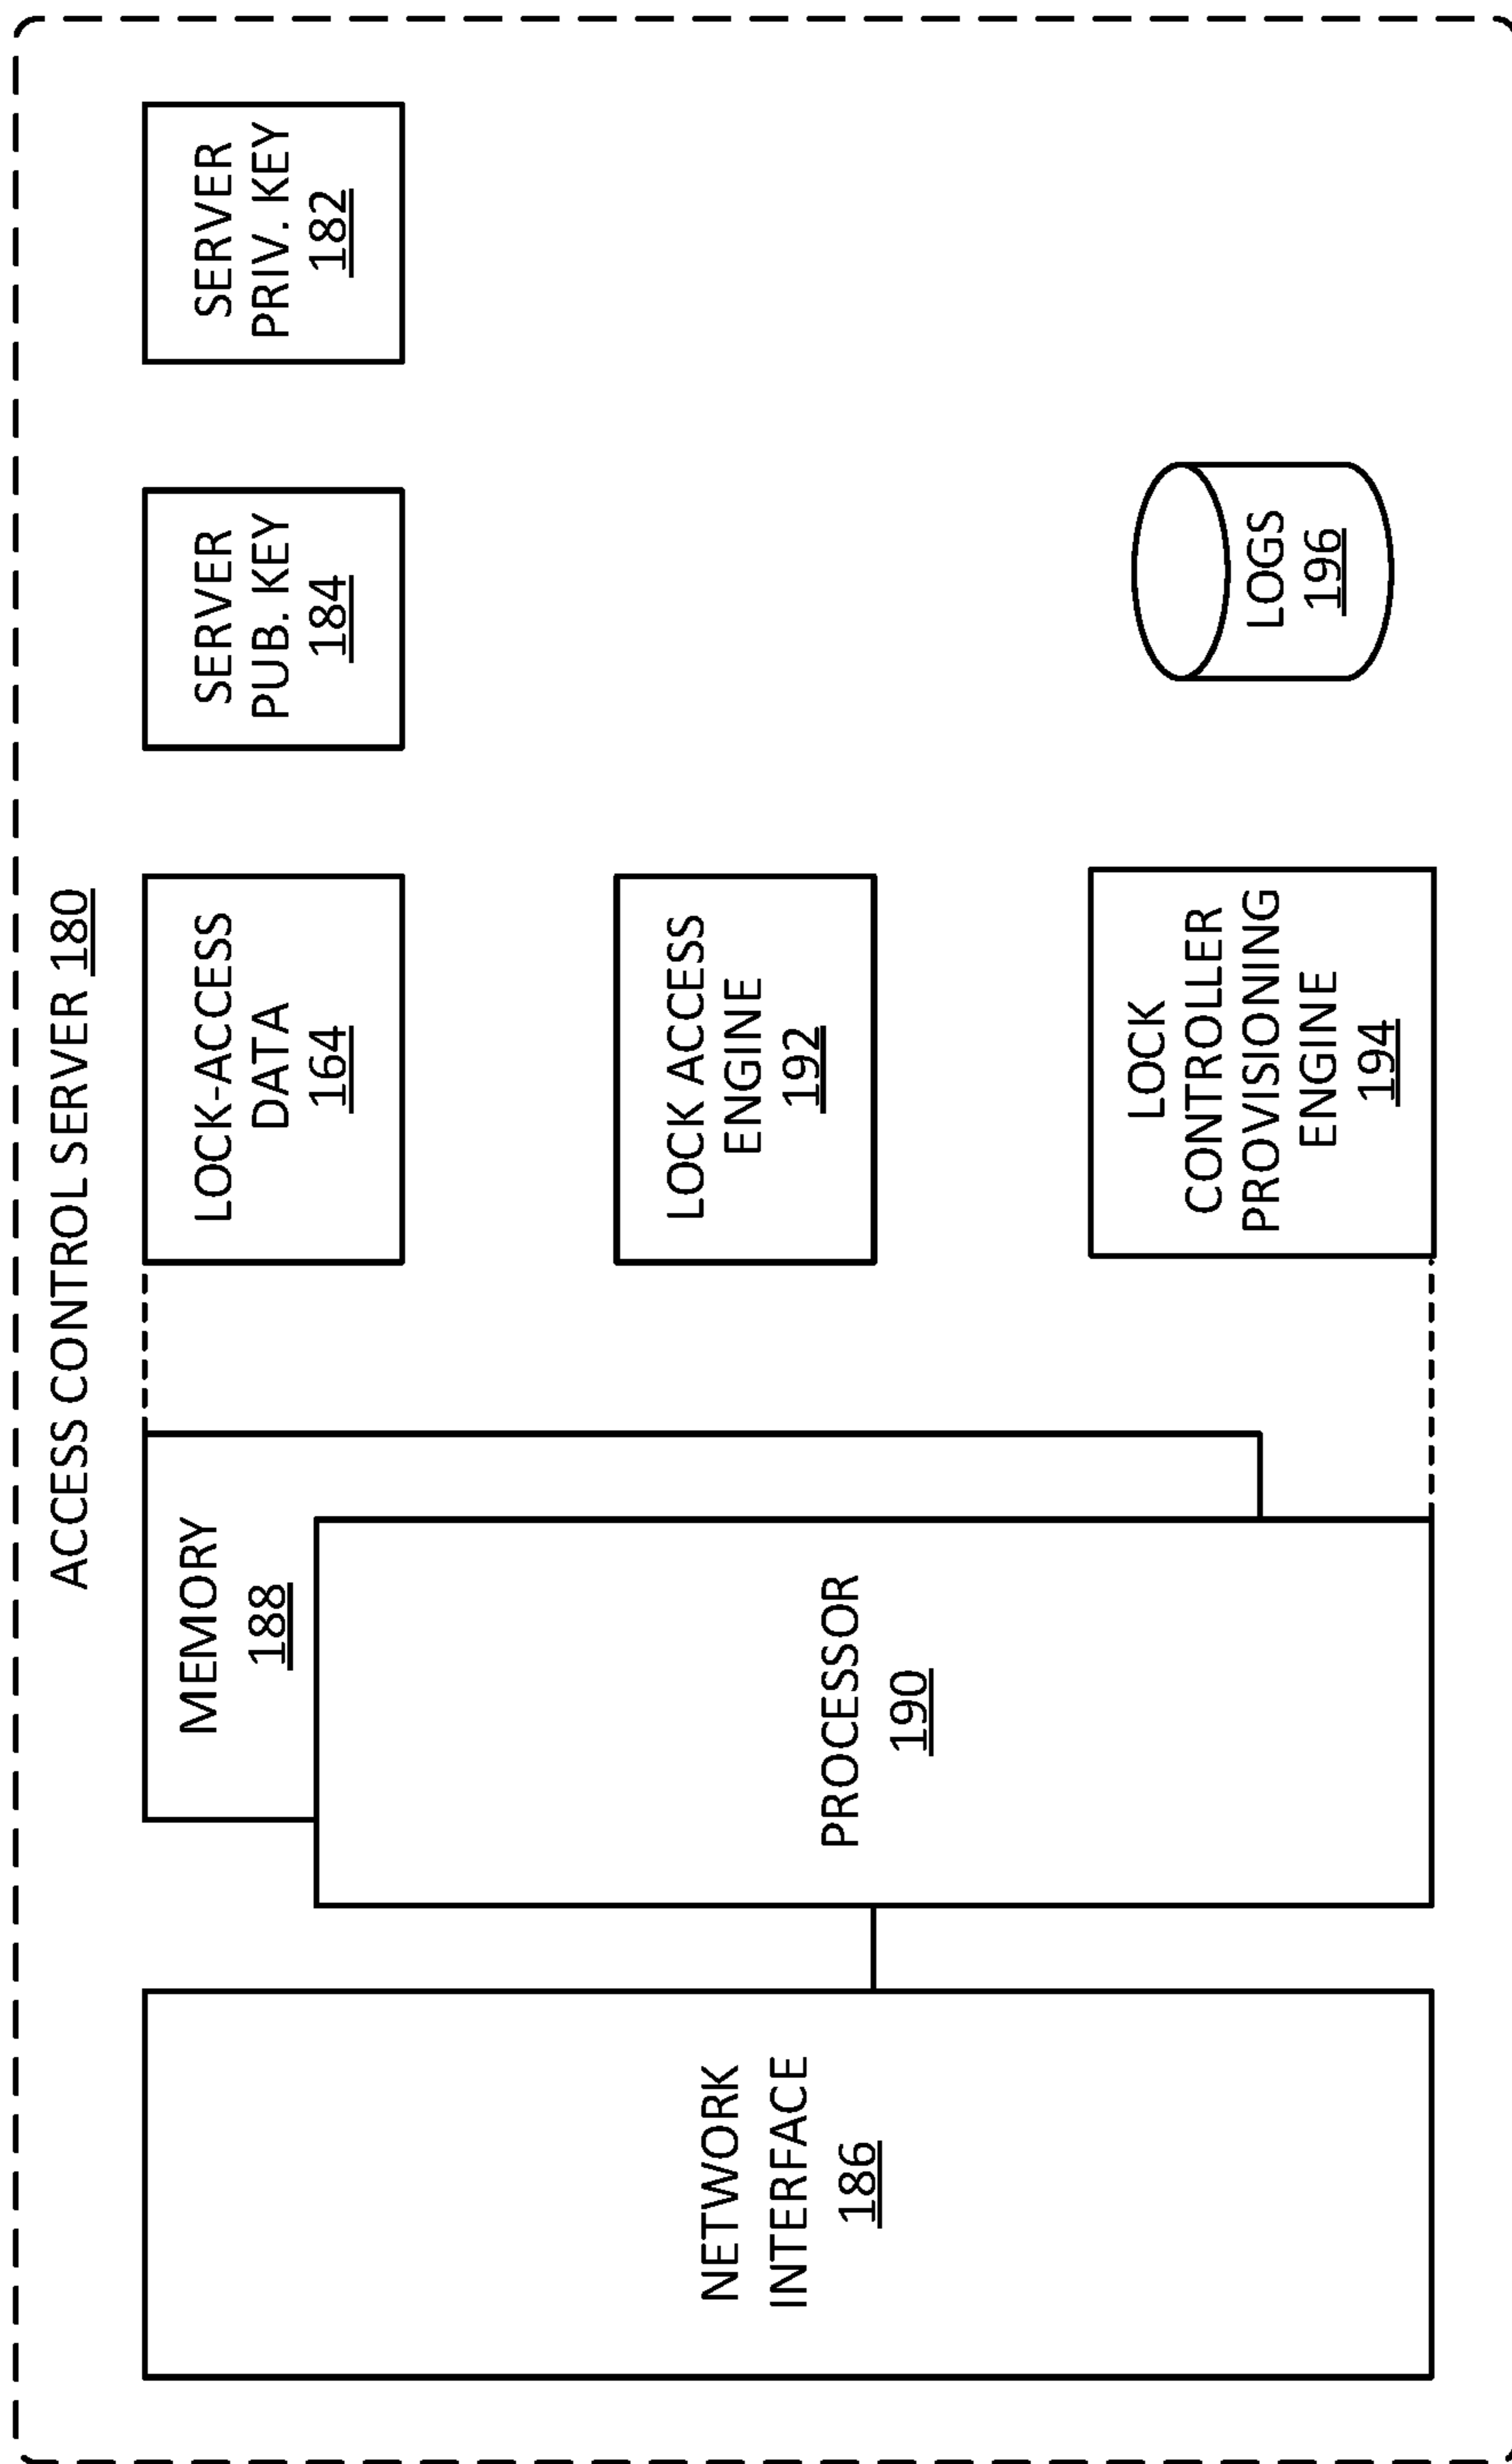 ACCESS CONTROL SERVER 180
NETWORK
INTERFACE
186
MEMORY
188
PROCESSOR
190
LOCK-ACCESS
DATA
164
SERVER
PUB. KEY
184
SERVER
PRIV. KEY
182
LOCK ACCESS
ENGINE
192
LOCK
CONTROLLER
PROVISIONING
ENGINE
194
LOGS
196